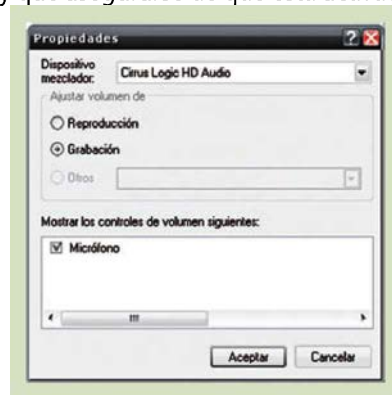 y que asegurarse de que está activa
Propiedades
Dispositivo mezclador: Cirrus Logic HD Audio
Ajustar volumen de
Reproducción
Grabación
Otros
Mostrar los controles de volumen siguientes:
Micrófono
Aceptar Cancelar